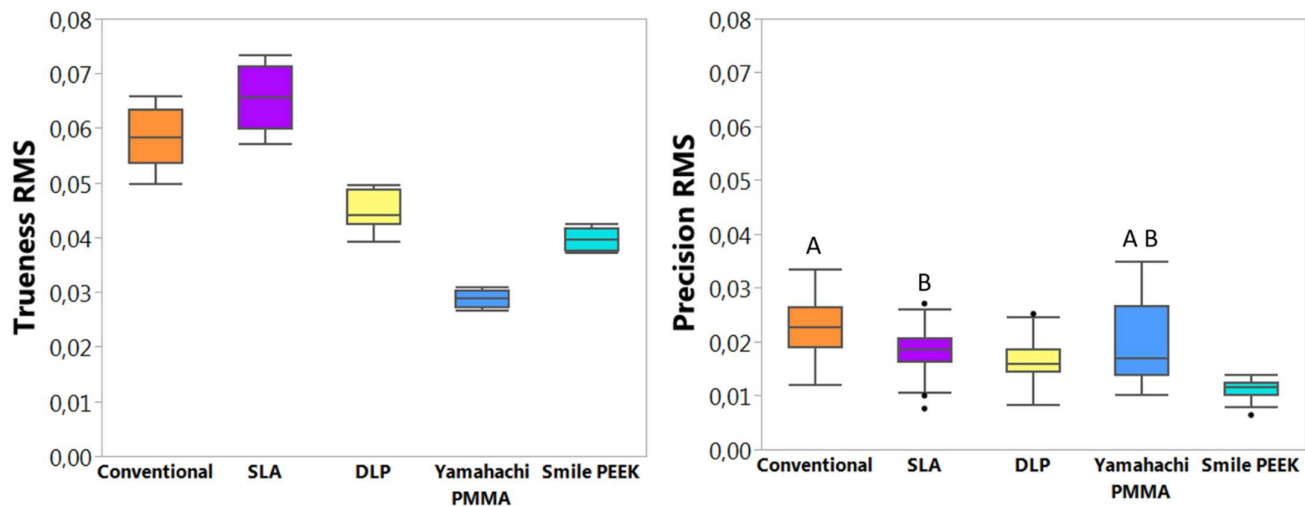 Trueness RMS
0,08
0,07
0,06
0,05
0,04
0,03
0,02
0,01
0,00
Conventional
SLA
DLP
Yamahachi
PMMA
Smile PEEK
Precision RMS
0,08
0,07
0,06
0,05
0,04
0,03
0,02
0,01
0,00
A
B
A B
Conventional
SLA
DLP
Yamahachi
PMMA
Smile PEEK